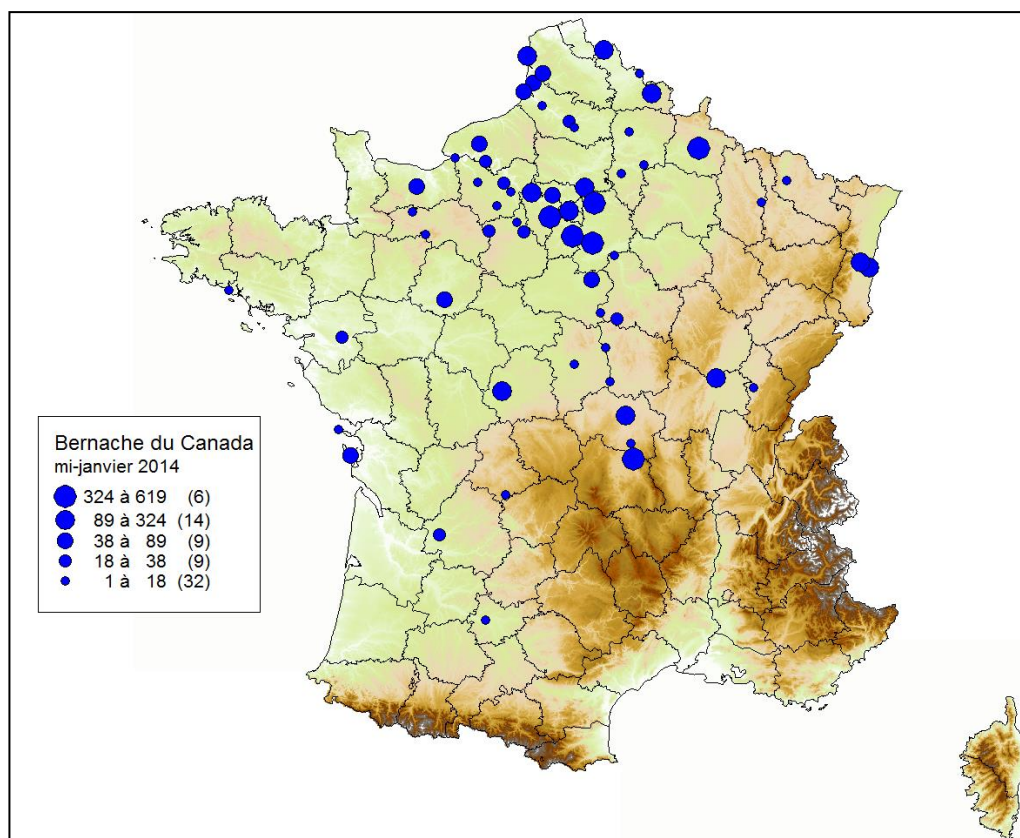 Bernache du Canada
mi-janvier 2014
324 à 619 (6)
89 à 324 (14)
38 à 89 (9)
18 à 38 (9)
1 à 18 (32)